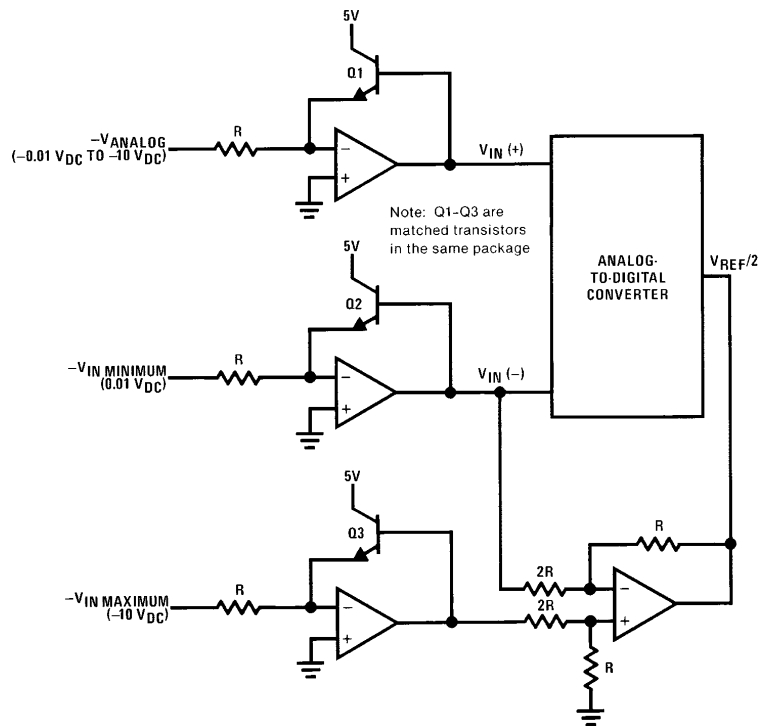 5V
Q1
-VANALOG
(-0.01 VDC TO -10 VDC)
R
-
+
VIN (+)
Note: Q1-Q3 are
matched transistors
in the same package
ANALOG-
TO-DIGITAL
CONVERTER
VREF/2
5V
Q2
-VIN MINIMUM
(0.01 VDC)
R
-
+
VIN (-)
5V
Q3
-VIN MAXIMUM
(-10 VDC)
R
-
+
2R
2R
R
-
+
R